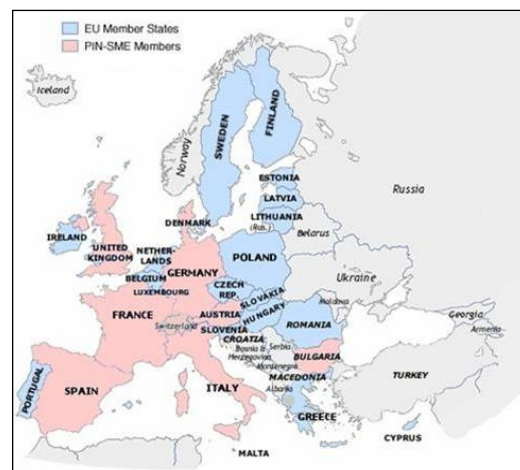 EU Member States
PIN-SME Members
Iceland
Norway
SWEDEN
FINLAND
Russia
ESTONIA
LATVIA
LITHUANIA
(Rus.)
Belarus
DENMARK
IRELAND
UNITED
KINGDOM
NETHER-
LANDS
BELGIUM
LUXEMBOURG
GERMANY
POLAND
CZECH
REP.
SLOVAKIA
Ukraine
Moldova
FRANCE
Switzerland
AUSTRIA
SLOVENIA
HUNGARY
ROMANIA
CROATIA
Bosnia &
Herzegovina
Serbia
Montenegro
BULGARIA
MACEDONIA
Albania
Georgia
Armenia
PORTUGAL
SPAIN
ITALY
GREECE
TURKEY
MALTA
CYPRUS